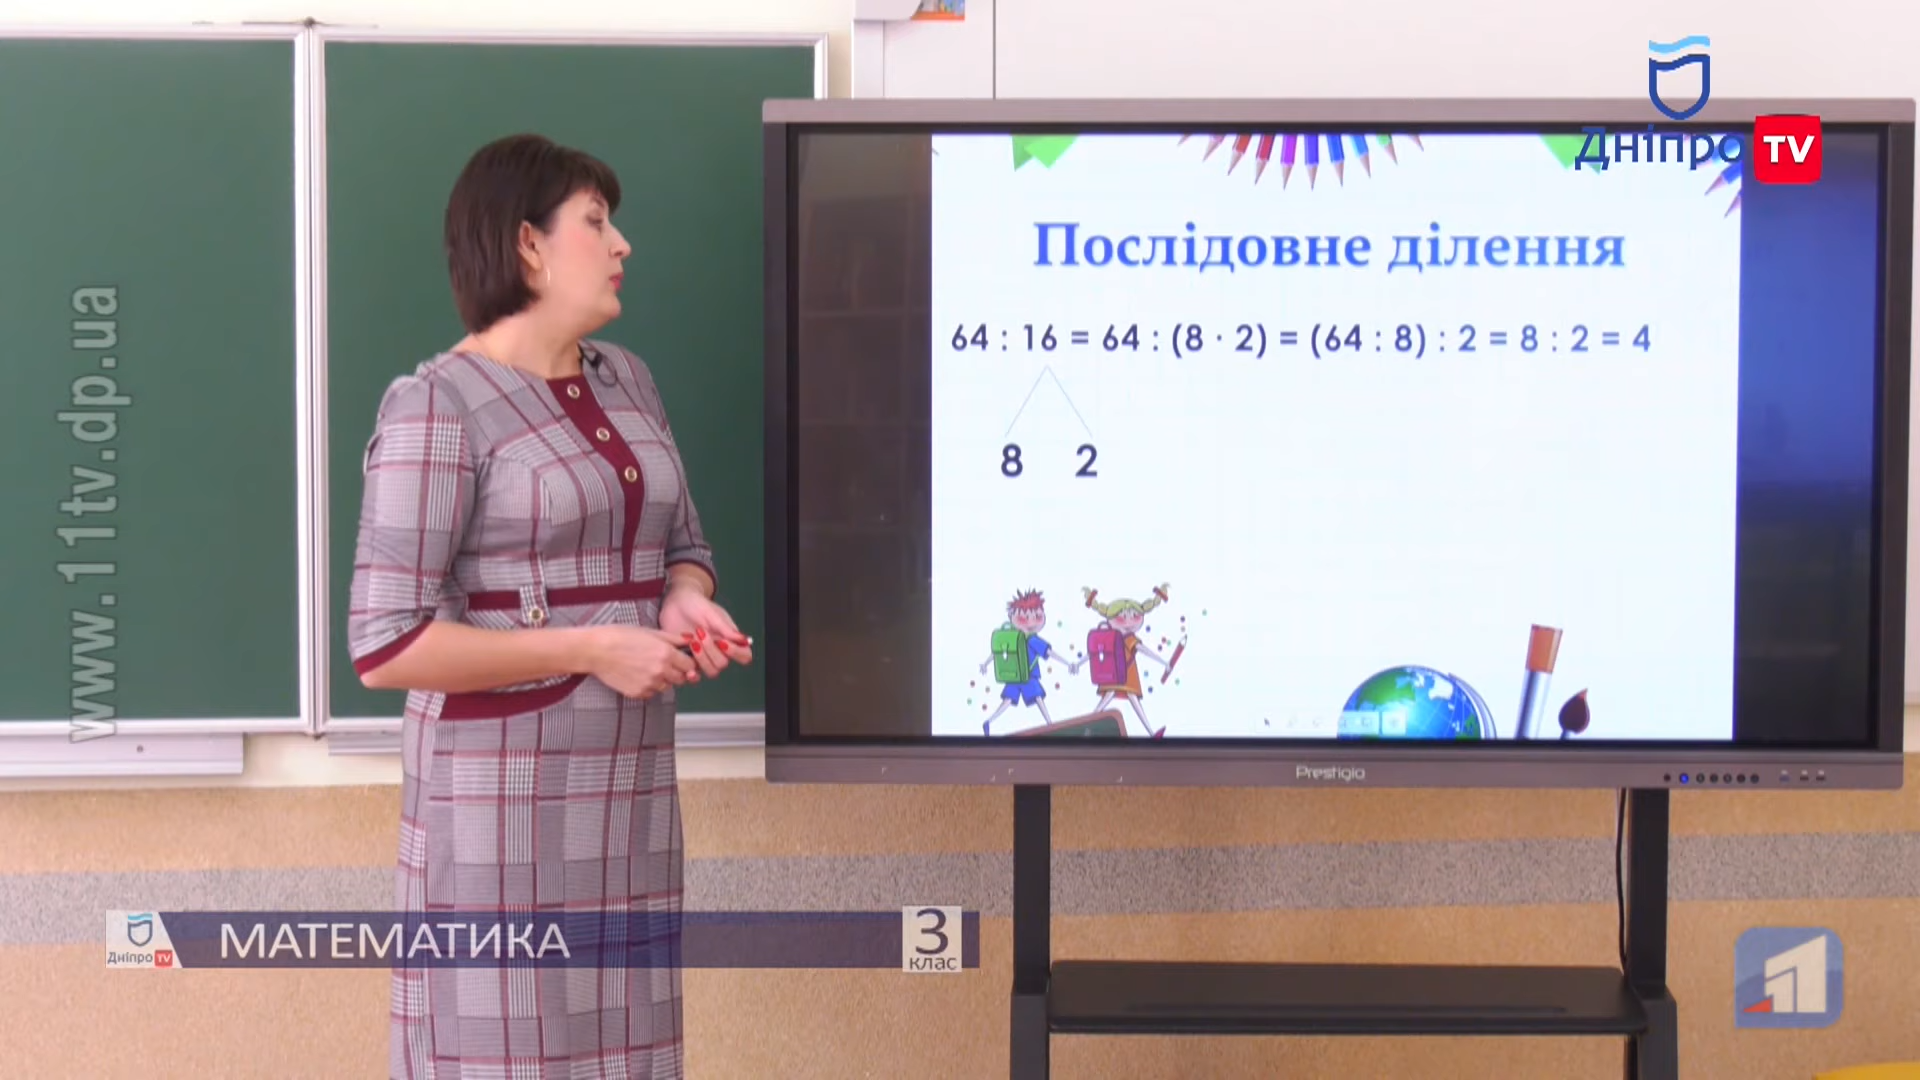 Дніпро TV
Послідовне ділення
64 : 16 = 64 : (8 · 2) = (64 : 8) : 2 = 8 : 2 = 4
8 2
www.11tv.dp.ua
Prestigio
Дніпро TV
МАТЕМАТИКА
3
клас
11